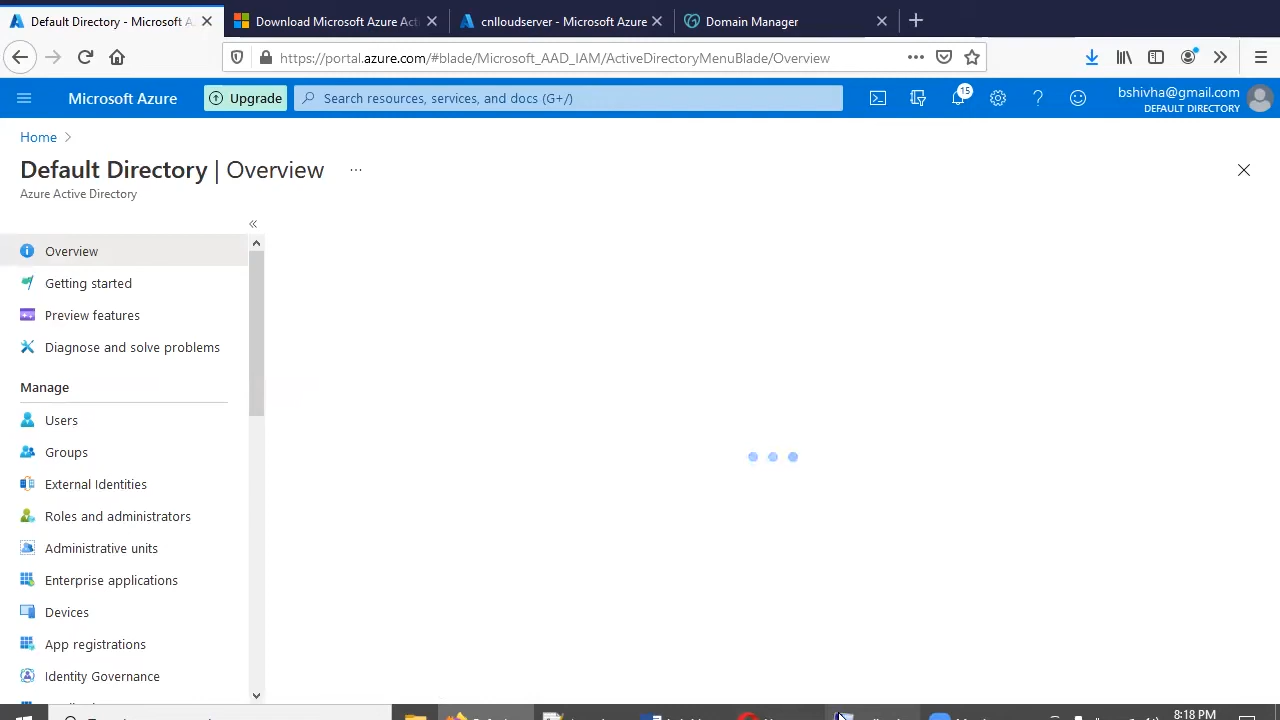 Default Directory - Microsoft A
Download Microsoft Azure Act
cnlloudserver - Microsoft Azure
Domain Manager
https://portal.azure.com/#blade/Microsoft_AAD_IAM/ActiveDirectoryMenuBlade/Overview
Microsoft Azure
Upgrade
Search resources, services, and docs (G+/)
15
bshivha@gmail.com
DEFAULT DIRECTORY
Home
Default Directory | Overview
Azure Active Directory
Overview
Getting started
Preview features
Diagnose and solve problems
Manage
Users
Groups
External Identities
Roles and administrators
Administrative units
Enterprise applications
Devices
App registrations
Identity Governance
8:18 PM